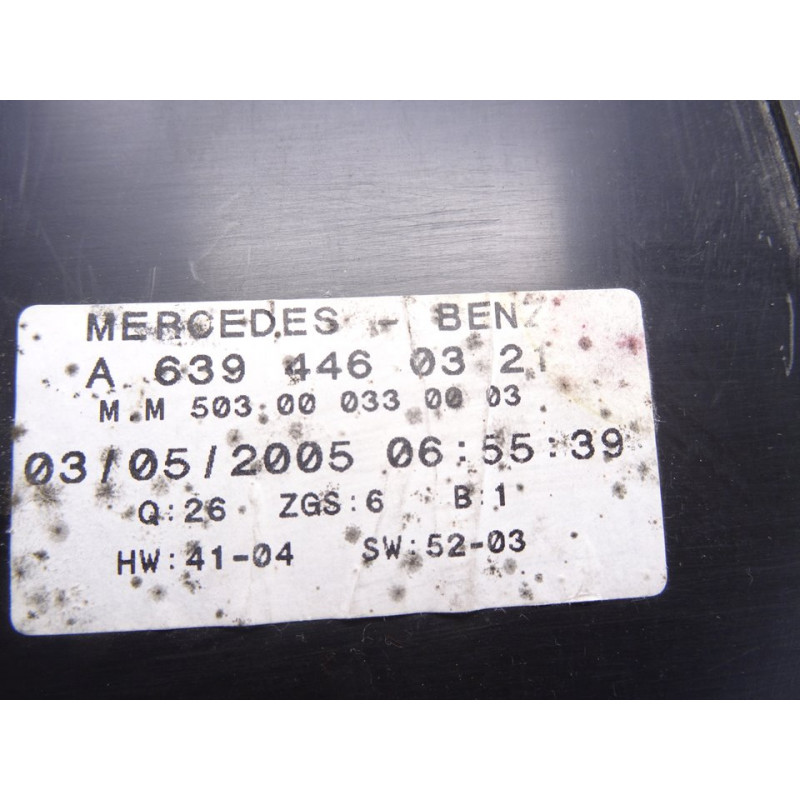 MERCEDES - BENZ
A 639 446 03 21
M.M 503.00 033 00 03
03/05/2005 06:55:39
Q:26 ZGS:6 B:1
HW:41-04 SW:52-03